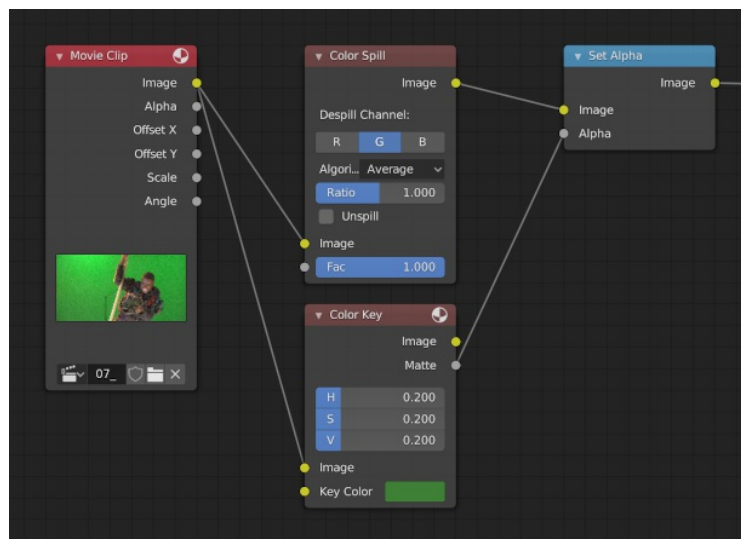 Movie Clip
Image
Alpha
Offset X
Offset Y
Scale
Angle
07_
Color Spill
Image
Despill Channel:
R G B
Algori... Average
Ratio 1.000
Unspill
Image
Fac 1.000
Color Key
Image
Matte
H 0.200
S 0.200
V 0.200
Image
Key Color
Set Alpha
Image
Image
Alpha